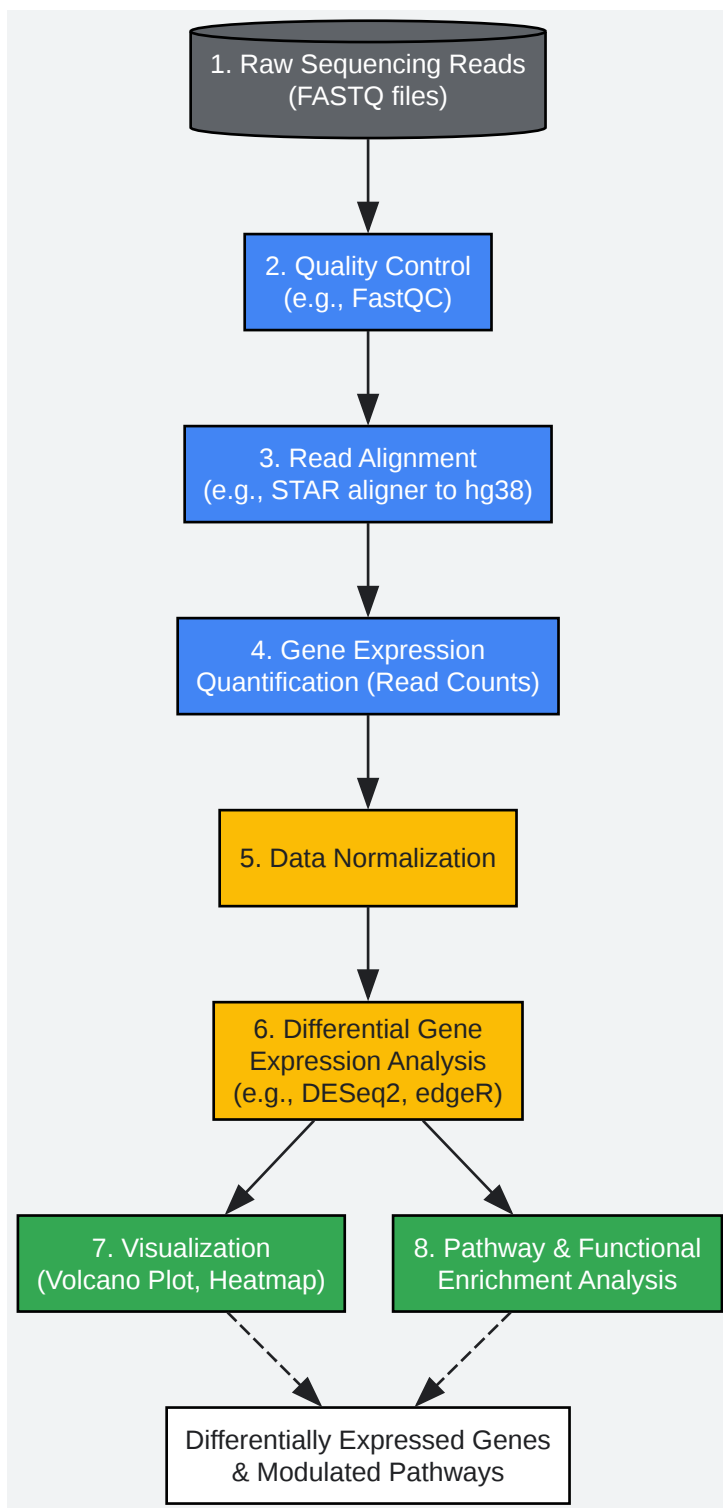 1. Raw Sequencing Reads
(FASTQ files)
2. Quality Control
(e.g., FastQC)
3. Read Alignment
(e.g., STAR aligner to hg38)
4. Gene Expression
Quantification (Read Counts)
5. Data Normalization
6. Differential Gene
Expression Analysis
(e.g., DESeq2, edgeR)
7. Visualization
(Volcano Plot, Heatmap)
8. Pathway & Functional
Enrichment Analysis
Differentially Expressed Genes
& Modulated Pathways